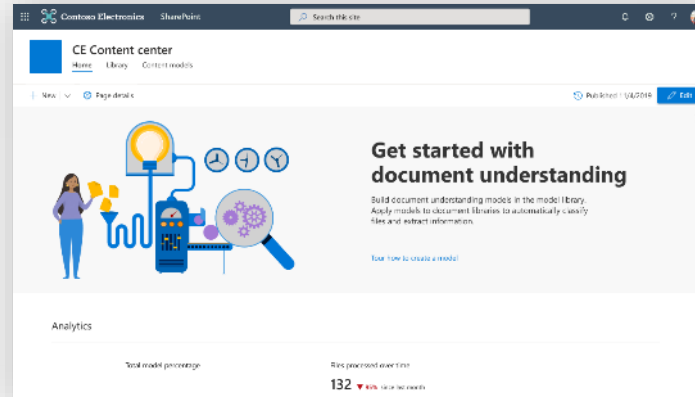 Contoso Electronics SharePoint Search this site
CE Content center
Home Library Content models
New Page details Published 11/4/2019 Edit
Get started with
document understanding
Build document understanding models in the model library.
Apply models to document libraries to automatically classify
files and extract information.
Tour how to create a model
Analytics
Total model percentage Files processed over time
132 since last month